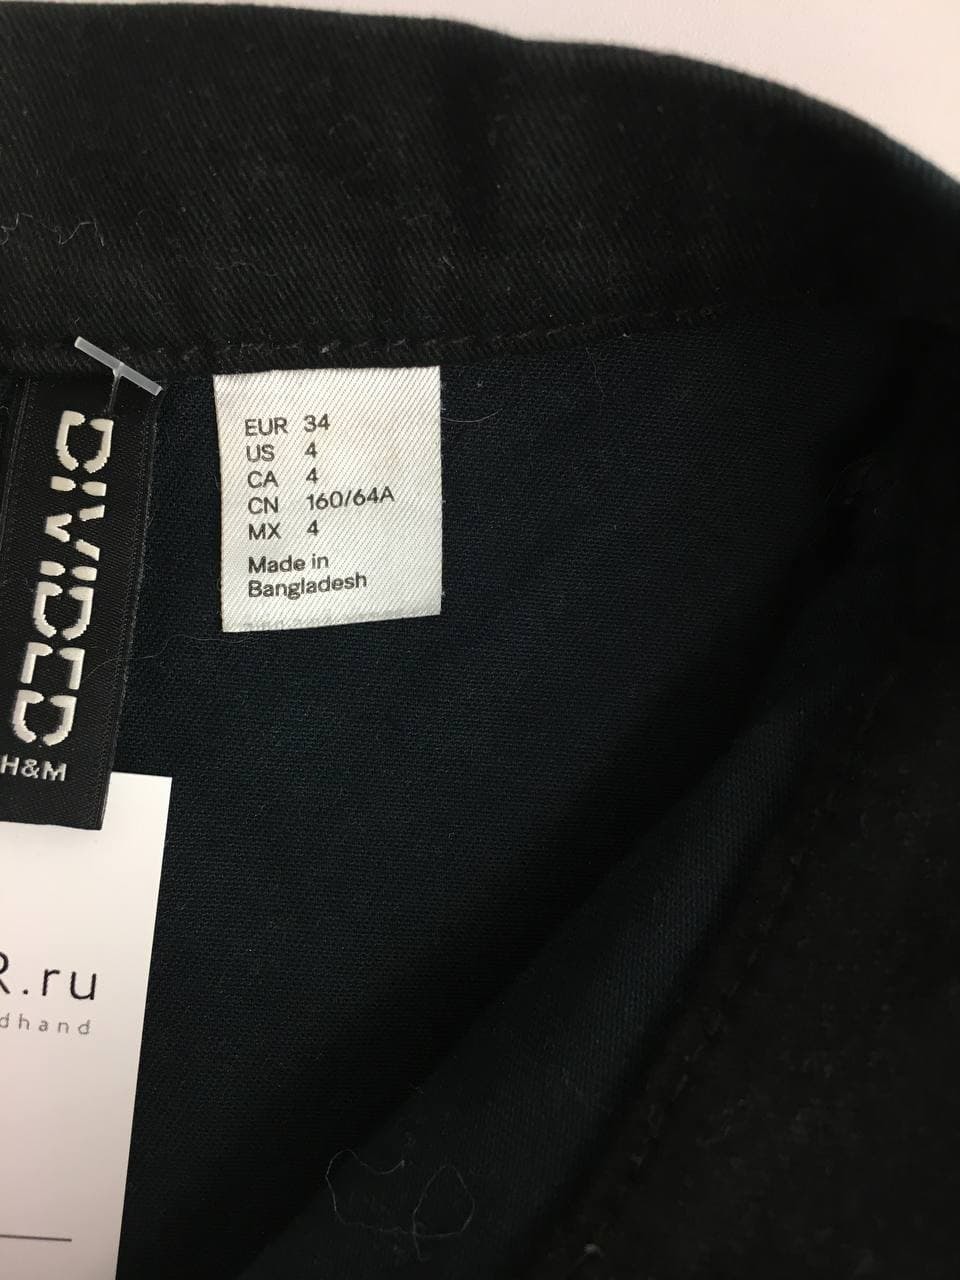 DIVIDED
H&M
EUR 34
US 4
CA 4
CN 160/64A
MX 4
Made in
Bangladesh
R.ru
dhand